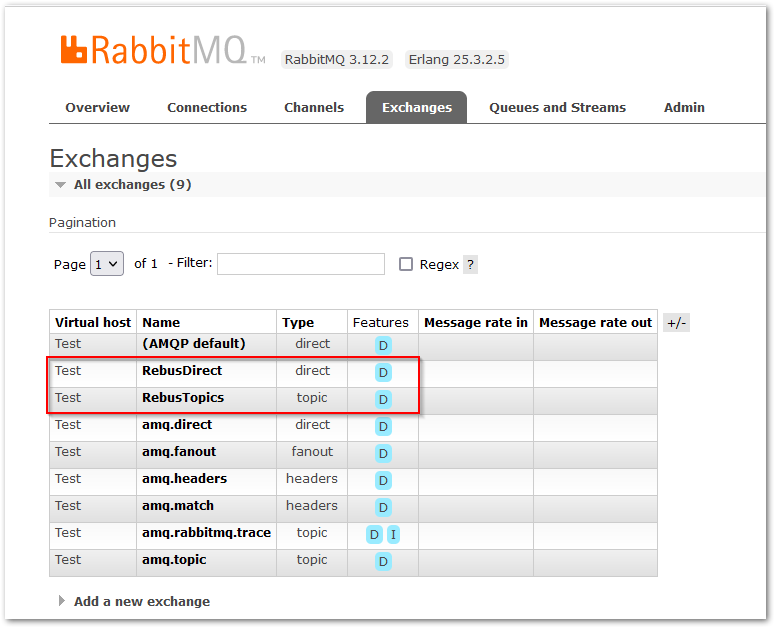 RabbitMQ TM RabbitMQ 3.12.2 Erlang 25.3.2.5
Overview Connections Channels Exchanges Queues and Streams Admin
Exchanges
All exchanges (9)
Pagination
Page 1 of 1 - Filter: Regex ?
Virtual host Name Type Features Message rate in Message rate out +/-
Test (AMQP default) direct D
Test RebusDirect direct D
Test RebusTopics topic D
Test amq.direct direct D
Test amq.fanout fanout D
Test amq.headers headers D
Test amq.match headers D
Test amq.rabbitmq.trace topic D I
Test amq.topic topic D
Add a new exchange